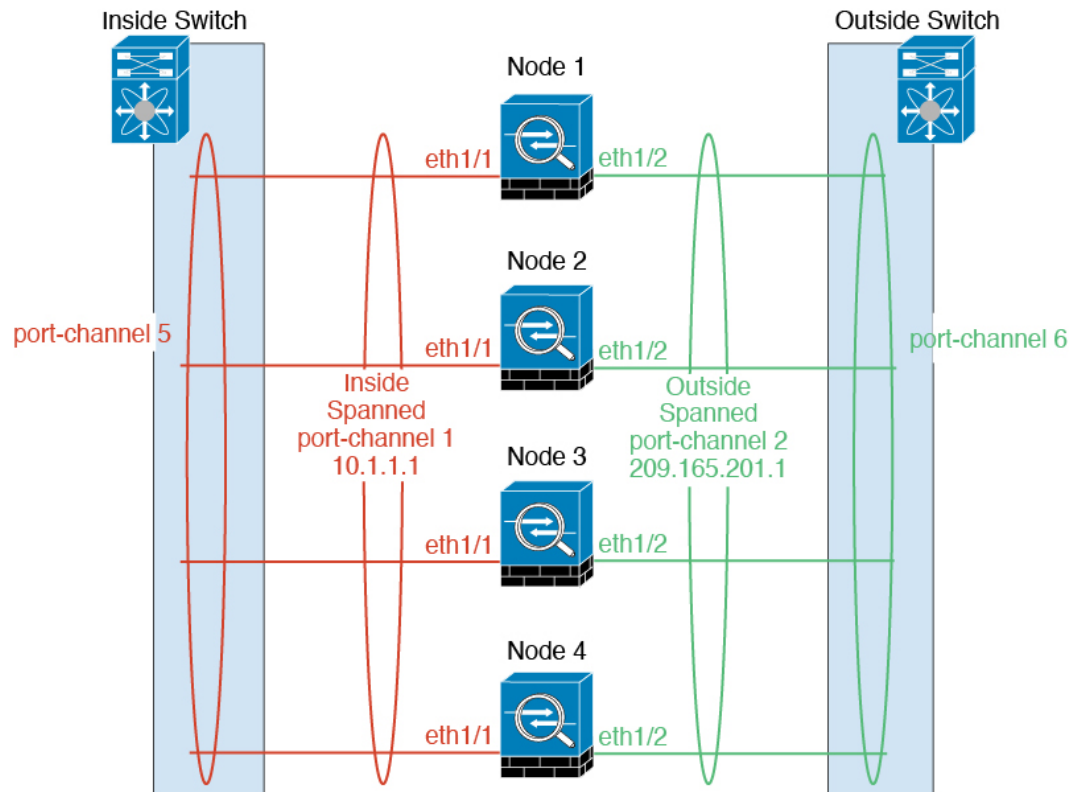 Inside Switch
Outside Switch
Node 1
eth1/1
eth1/2
Node 2
port-channel 5
eth1/1
eth1/2
port-channel 6
Inside
Spanned
port-channel 1
10.1.1.1
Outside
Spanned
port-channel 2
209.165.201.1
Node 3
eth1/1
eth1/2
Node 4
eth1/1
eth1/2